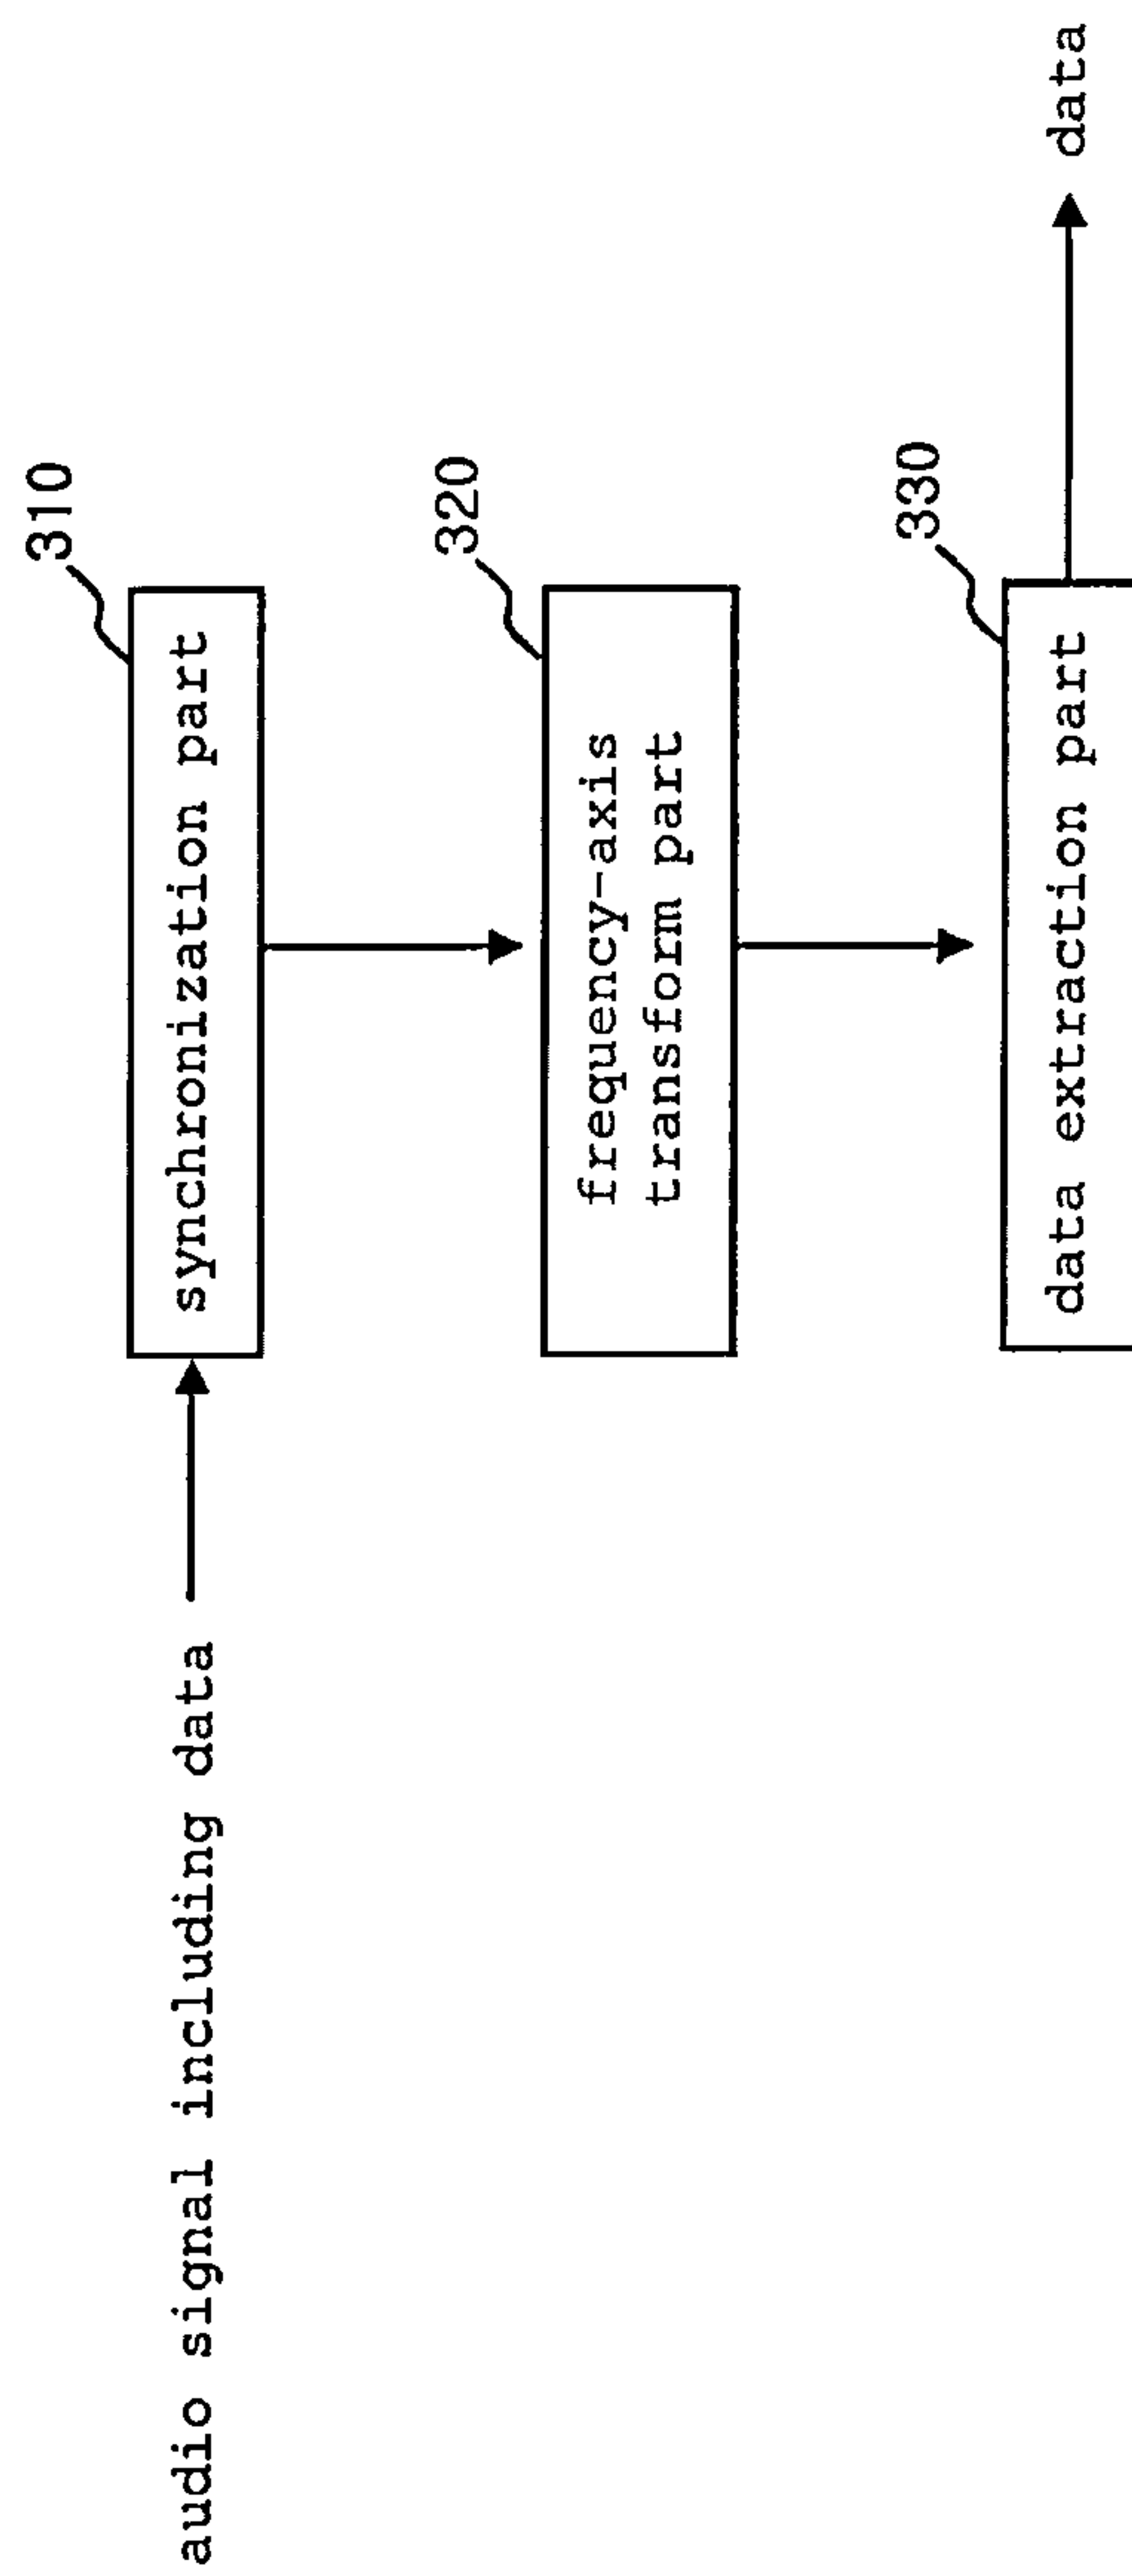 310
audio signal including data
synchronization part
320
frequency-axis
transform part
330
data extraction part
data